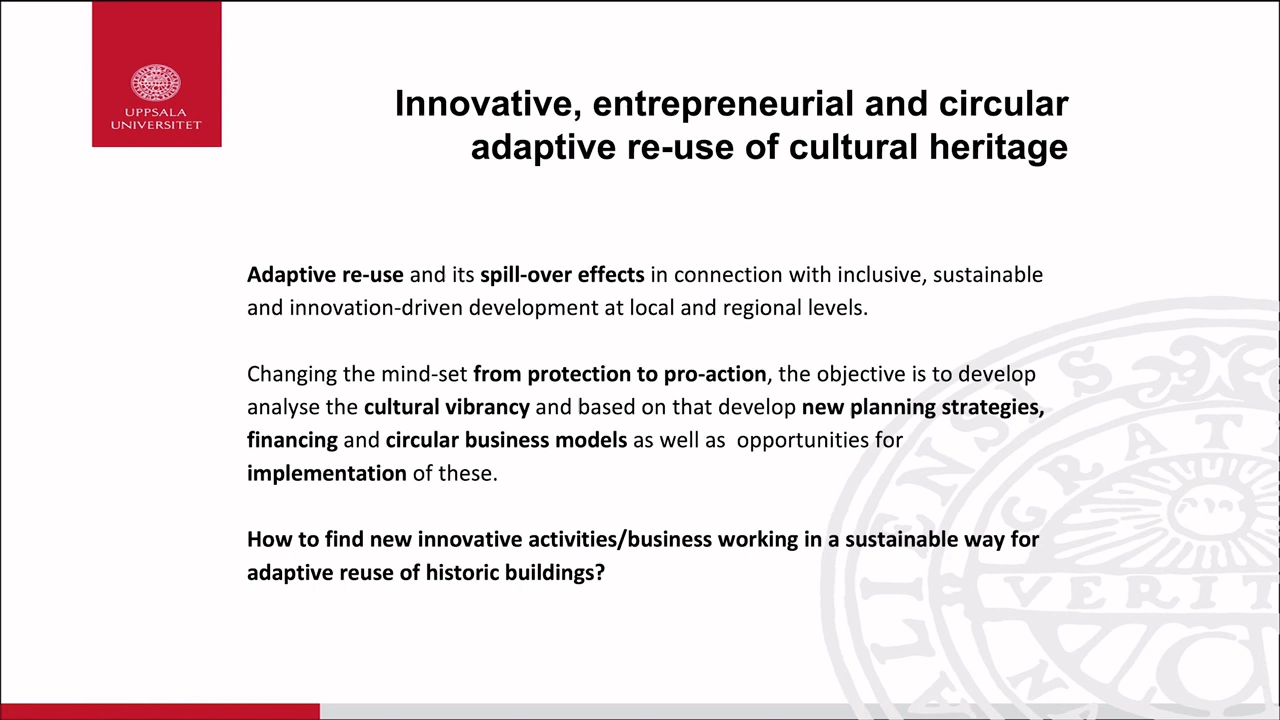 UPPSALA
UNIVERSITET
Innovative, entrepreneurial and circular
adaptive re-use of cultural heritage
Adaptive re-use and its spill-over effects in connection with inclusive, sustainable
and innovation-driven development at local and regional levels.
Changing the mind-set from protection to pro-action, the objective is to develop
analyse the cultural vibrancy and based on that develop new planning strategies,
financing and circular business models as well as  opportunities for
implementation of these.
How to find new innovative activities/business working in a sustainable way for
adaptive reuse of historic buildings?